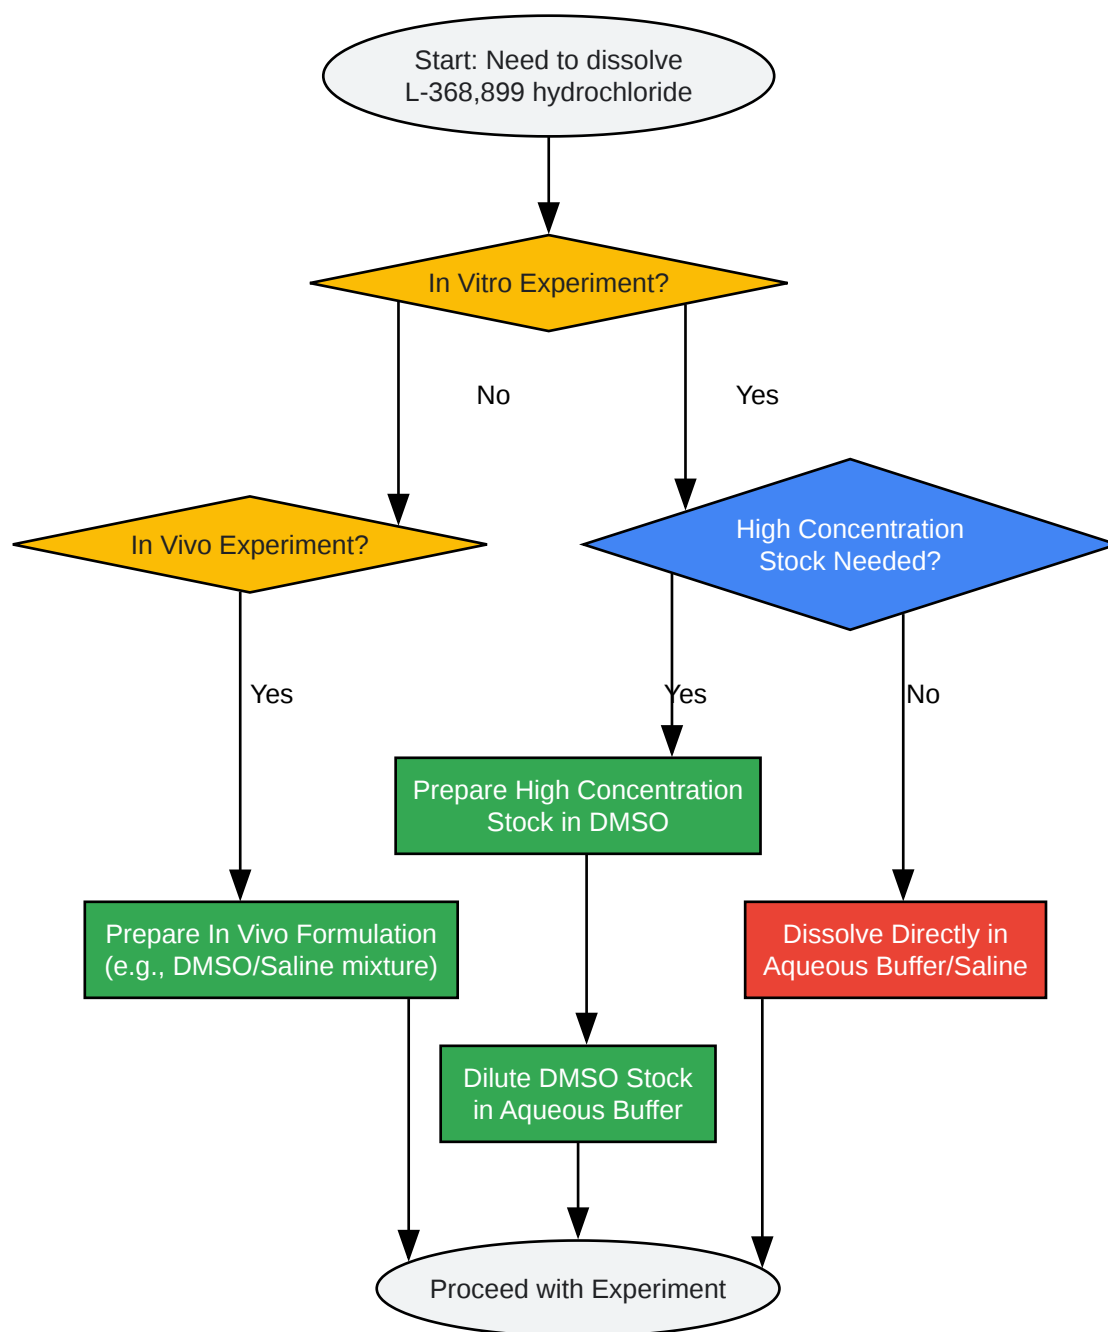 Start: Need to dissolve
L-368,899 hydrochloride
In Vitro Experiment?
No
Yes
In Vivo Experiment?
High Concentration
Stock Needed?
Yes
Yes
No
Prepare High Concentration
Stock in DMSO
Prepare In Vivo Formulation
(e.g., DMSO/Saline mixture)
Dissolve Directly in
Aqueous Buffer/Saline
Dilute DMSO Stock
in Aqueous Buffer
Proceed with Experiment